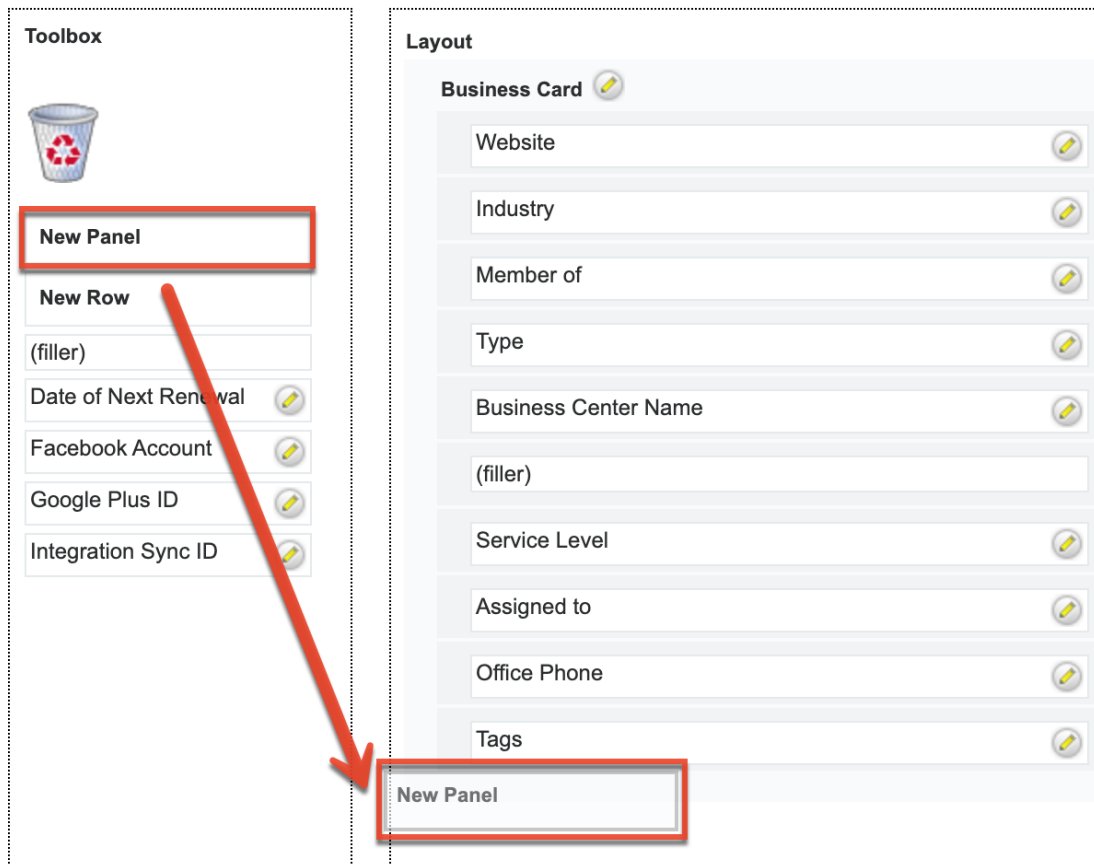 Toolbox
New Panel
New Row
(filler)
Date of Next Renewal
Facebook Account
Google Plus ID
Integration Sync ID
Layout
Business Card
Website
Industry
Member of
Type
Business Center Name
(filler)
Service Level
Assigned to
Office Phone
Tags
New Panel